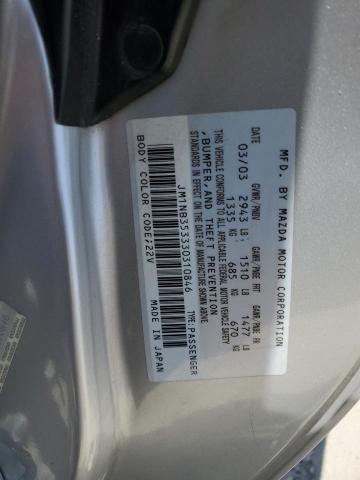 MFD. BY MAZDA MOTOR CORPORATION
DATE GVWR/PNBV GAWR/PNBE FRT GAWR/PNBE RR
03/03 2943 LB: 1510 LB 1477 LB
1335 KG 685 KG 670 KG
THIS VEHICLE CONFORMS TO ALL APPLICABLE FEDERAL MOTOR VEHICLE SAFETY
, BUMPER, AND THEFT PREVENTION
STANDARDS IN EFFECT ON THE DATE OF MANUFACTURE SHOWN ABOVE
JM1NB353330310846 TYPE:PASSENGER
BODY COLOR CODE;22V MADE IN JAPAN